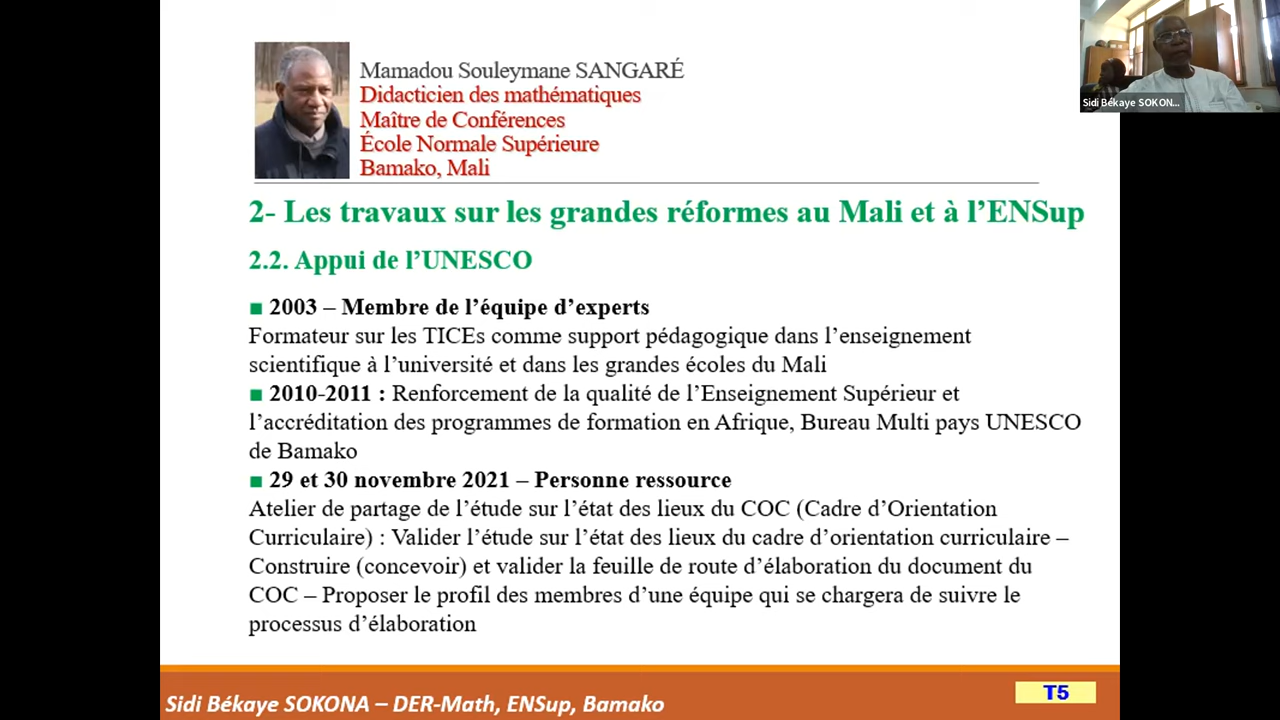 Sidi Békaye SOKON...
Mamadou Souleymane SANGARÉ
Didacticien des mathématiques
Maître de Conférences
École Normale Supérieure
Bamako, Mali
2- Les travaux sur les grandes réformes au Mali et à l’ENSup
2.2. Appui de l’UNESCO
■ 2003 – Membre de l’équipe d’experts
Formateur sur les TICEs comme support pédagogique dans l’enseignement
scientifique à l’université et dans les grandes écoles du Mali
■ 2010-2011 : Renforcement de la qualité de l’Enseignement Supérieur et
l’accréditation des programmes de formation en Afrique, Bureau Multi pays UNESCO
de Bamako
■ 29 et 30 novembre 2021 – Personne ressource
Atelier de partage de l’étude sur l’état des lieux du COC (Cadre d’Orientation
Curriculaire) : Valider l’étude sur l’état des lieux du cadre d’orientation curriculaire –
Construire (concevoir) et valider la feuille de route d’élaboration du document du
COC – Proposer le profil des membres d’une équipe qui se chargera de suivre le
processus d’élaboration
Sidi Békaye SOKONA – DER-Math, ENSup, Bamako
T5